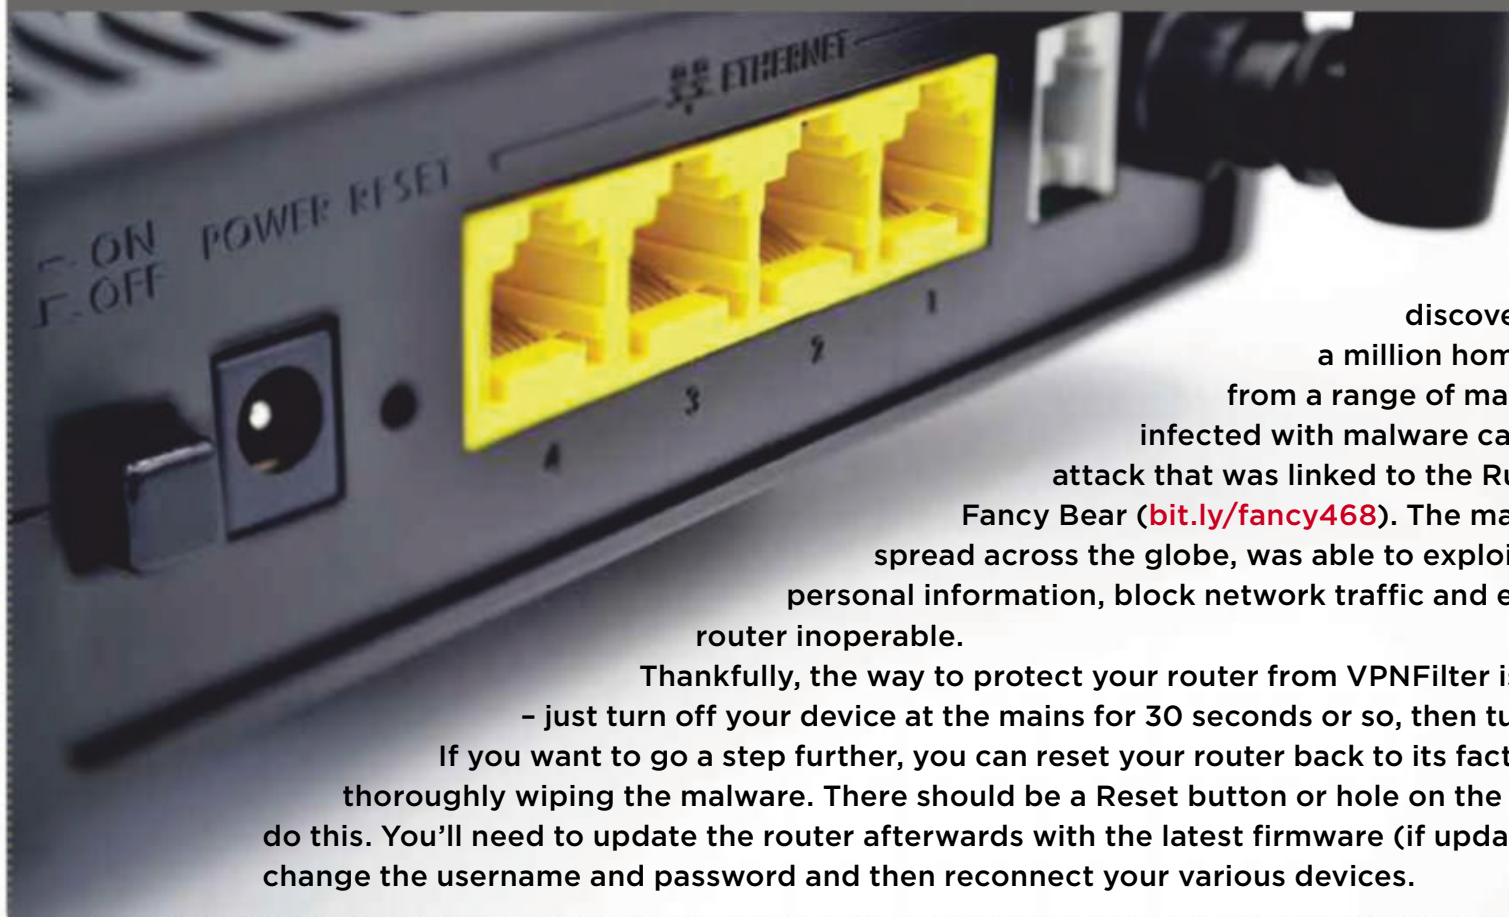 ETHERNET
POWER RESET
ON
OFF
1
2
3
4
discove
a million hom
from a range of ma
infected with malware ca
attack that was linked to the Ru
Fancy Bear (bit.ly/fancy468). The ma
spread across the globe, was able to exploi
personal information, block network traffic and e
router inoperable.
Thankfully, the way to protect your router from VPNFilter is
– just turn off your device at the mains for 30 seconds or so, then tu
If you want to go a step further, you can reset your router back to its fact
thoroughly wiping the malware. There should be a Reset button or hole on the
do this. You’ll need to update the router afterwards with the latest firmware (if upda
change the username and password and then reconnect your various devices.